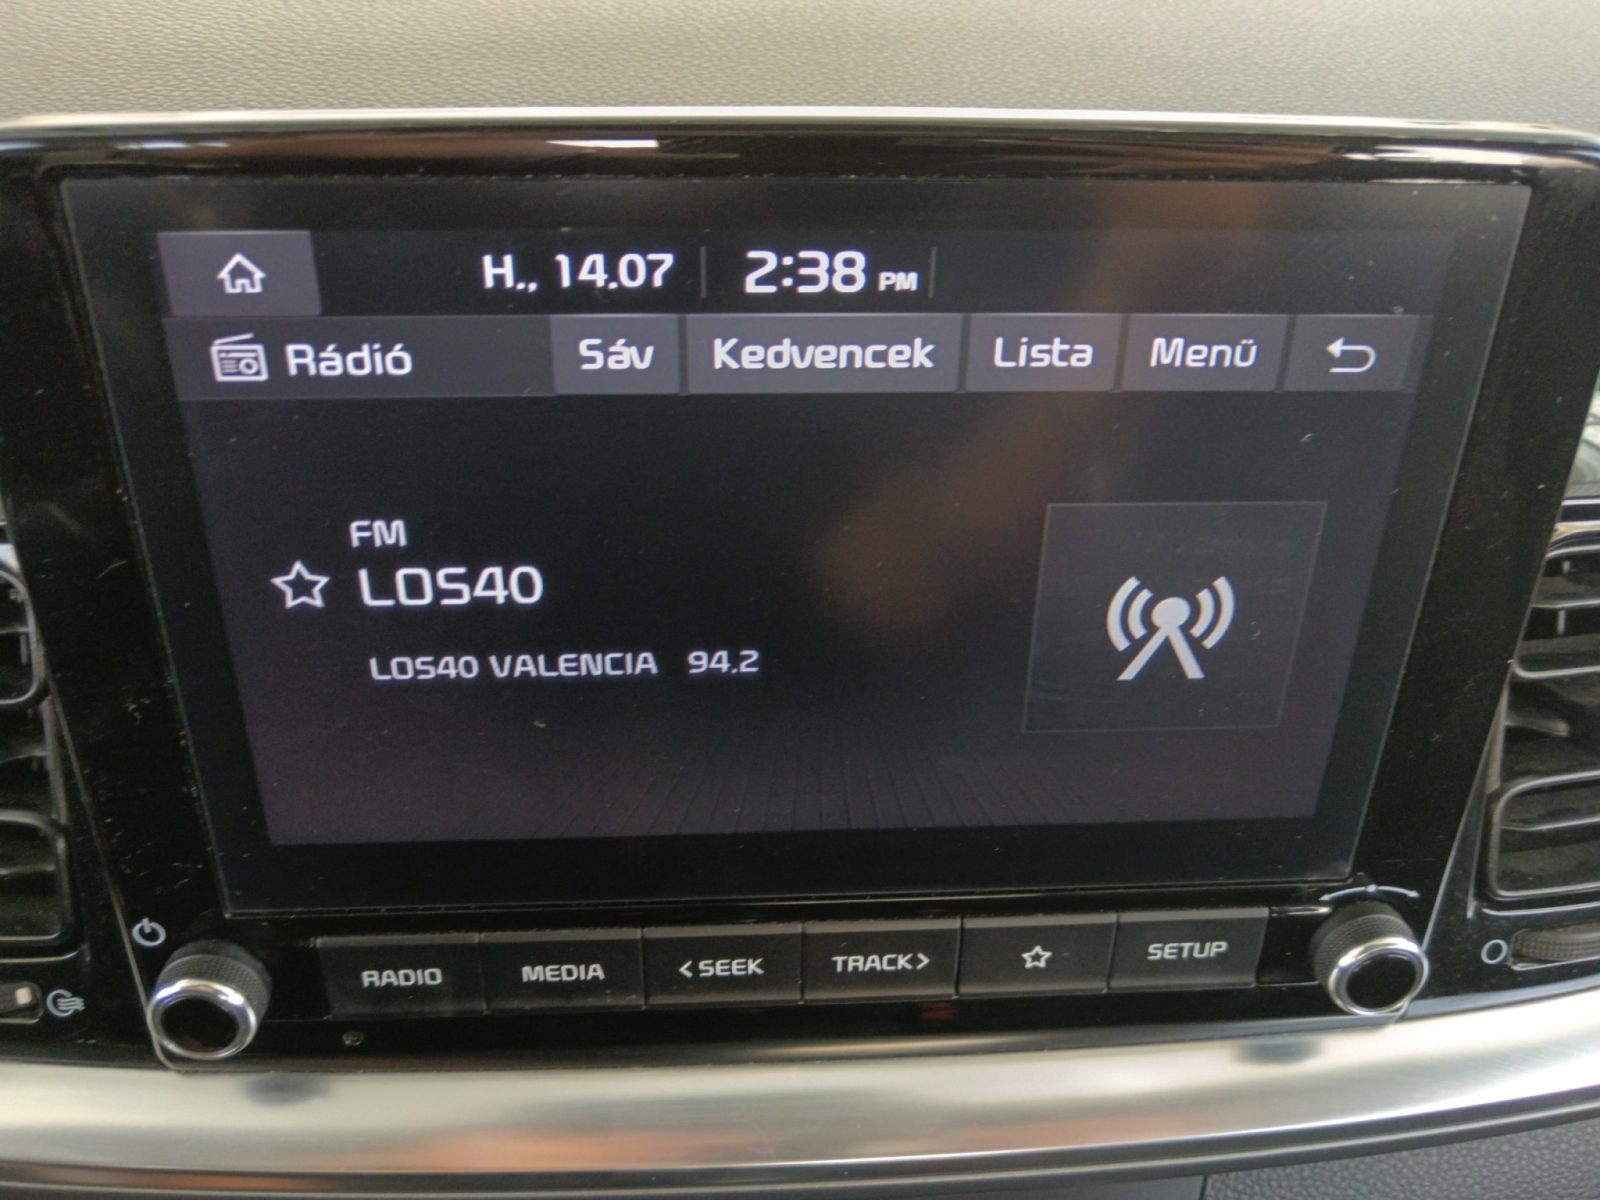 H., 14.07 2:38 PM
Rádió Sáv Kedvencek Lista Menü
FM
LOS40
LOS40 VALENCIA 94.2
RADIO MEDIA <SEEK TRACK> SETUP